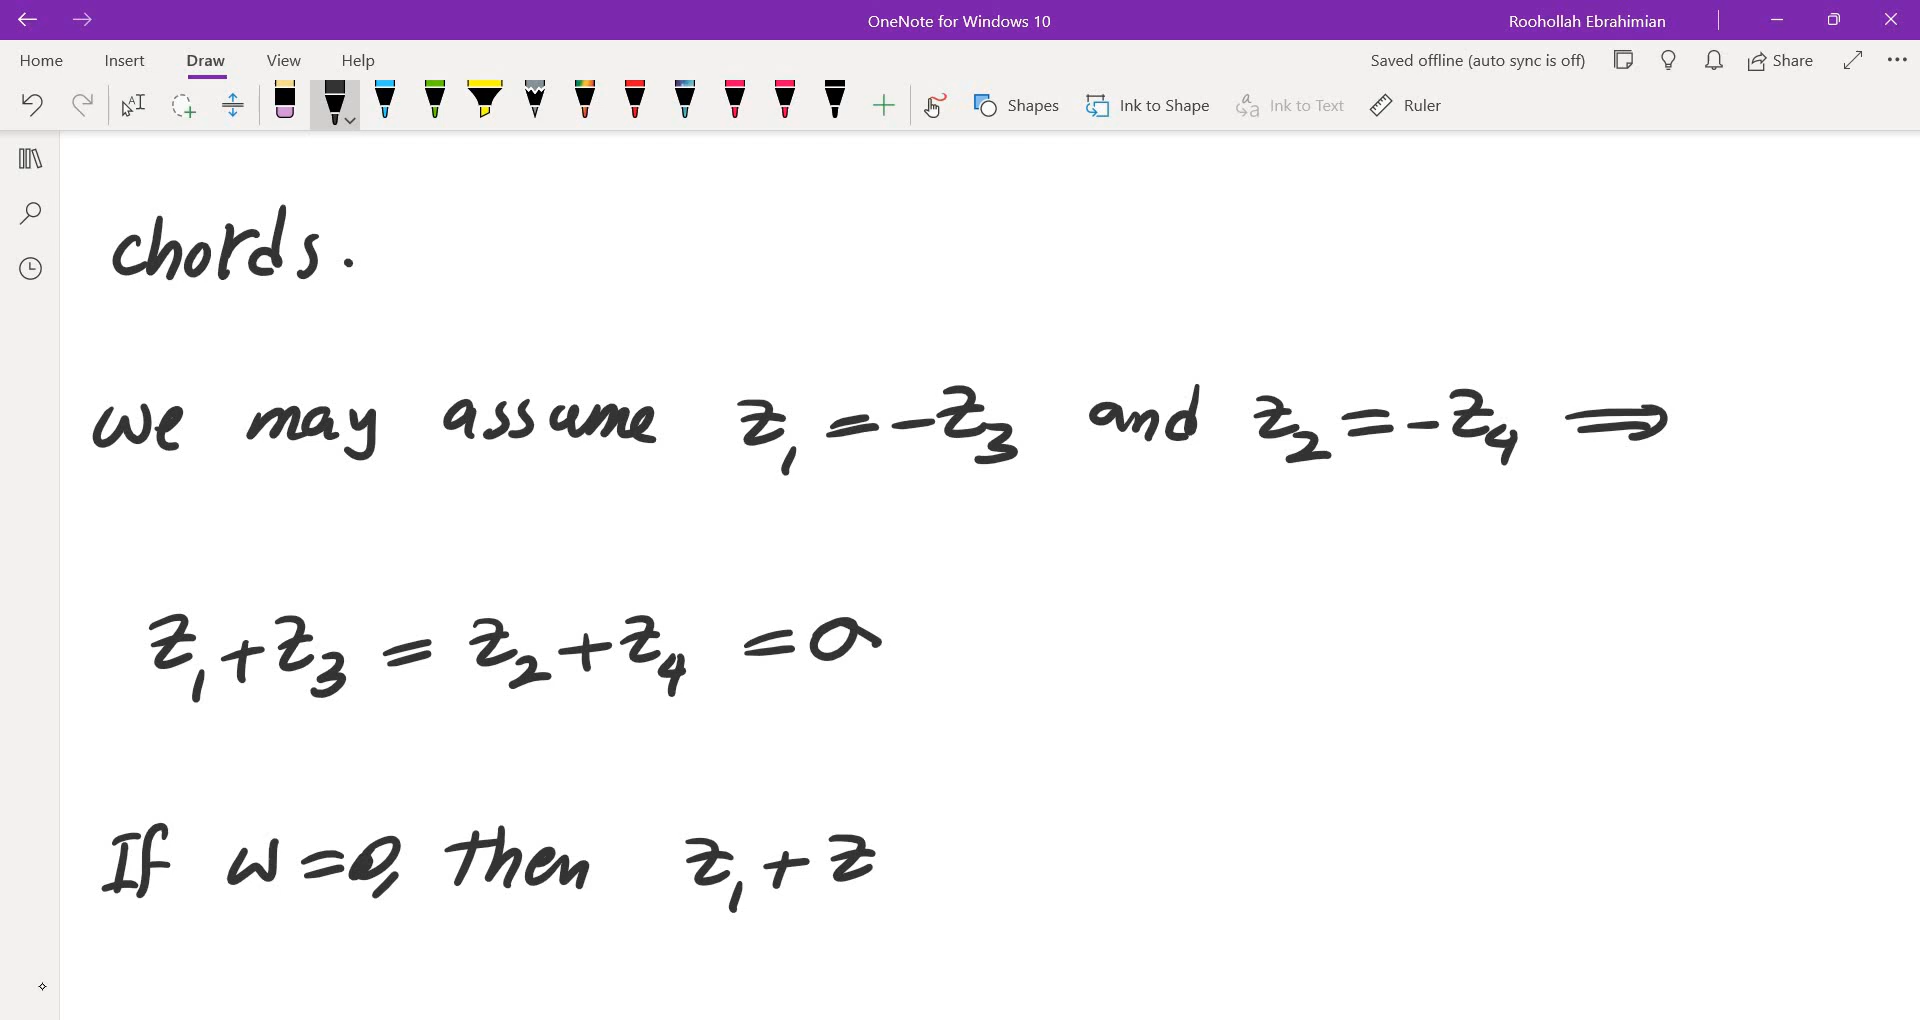 OneNote for Windows 10
Roohollah Ebrahimian
Home Insert Draw View Help
Saved offline (auto sync is off) Share
AI Shapes Ink to Shape Ink to Text Ruler
chords.
we may assume z₁ = -z₃ and z₂ = -z₄ ⟹
z₁ + z₃ = z₂ + z₄ = 0
If w = 0, then z₁ + z